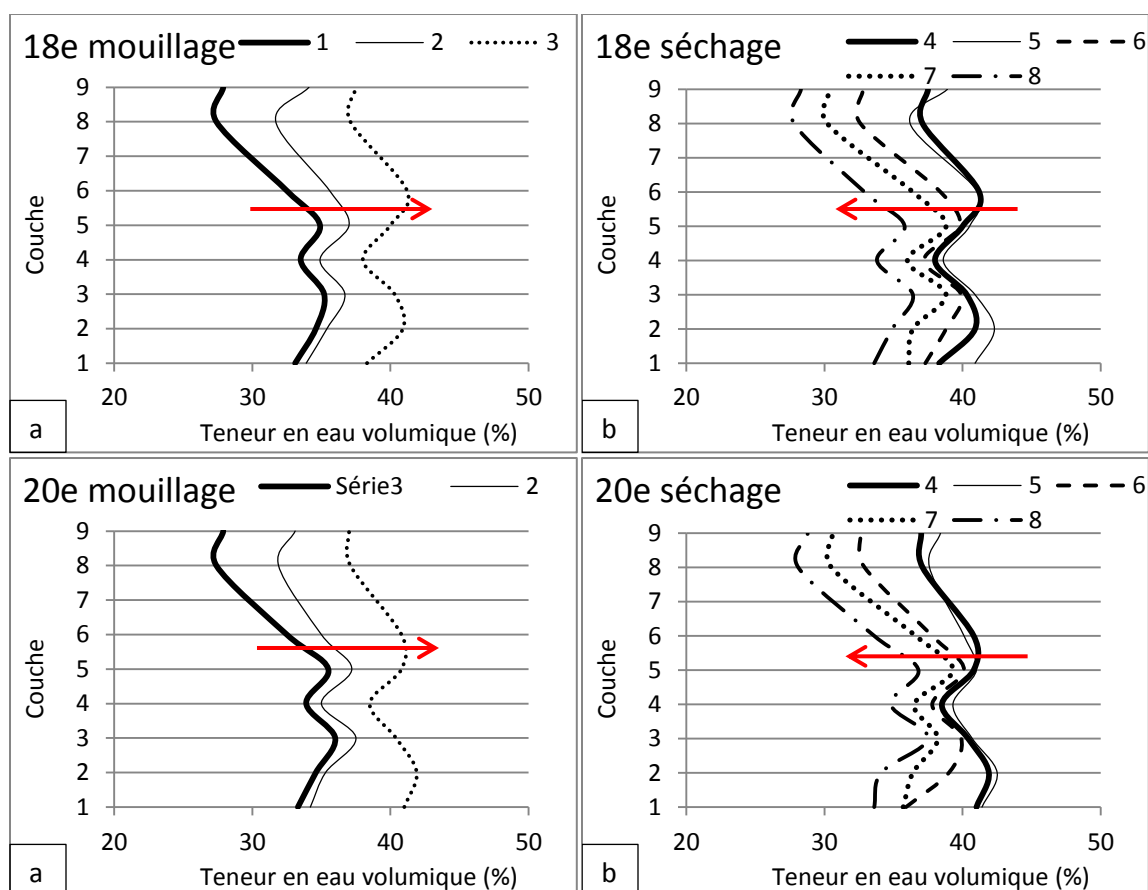 18e mouillage 1 2 3
9
8
7
6
5
4
3
2
1
Couche
20 30 40 50
Teneur en eau volumique (%)
a
18e séchage 4 5 6
7 8
9
8
7
6
5
4
3
2
1
Couche
20 30 40 50
Teneur en eau volumique (%)
b
20e mouillage Série3 2
9
8
7
6
5
4
3
2
1
Couche
20 30 40 50
Teneur en eau volumique (%)
a
20e séchage 4 5 6
7 8
9
8
7
6
5
4
3
2
1
Couche
20 30 40 50
Teneur en eau volumique (%)
b